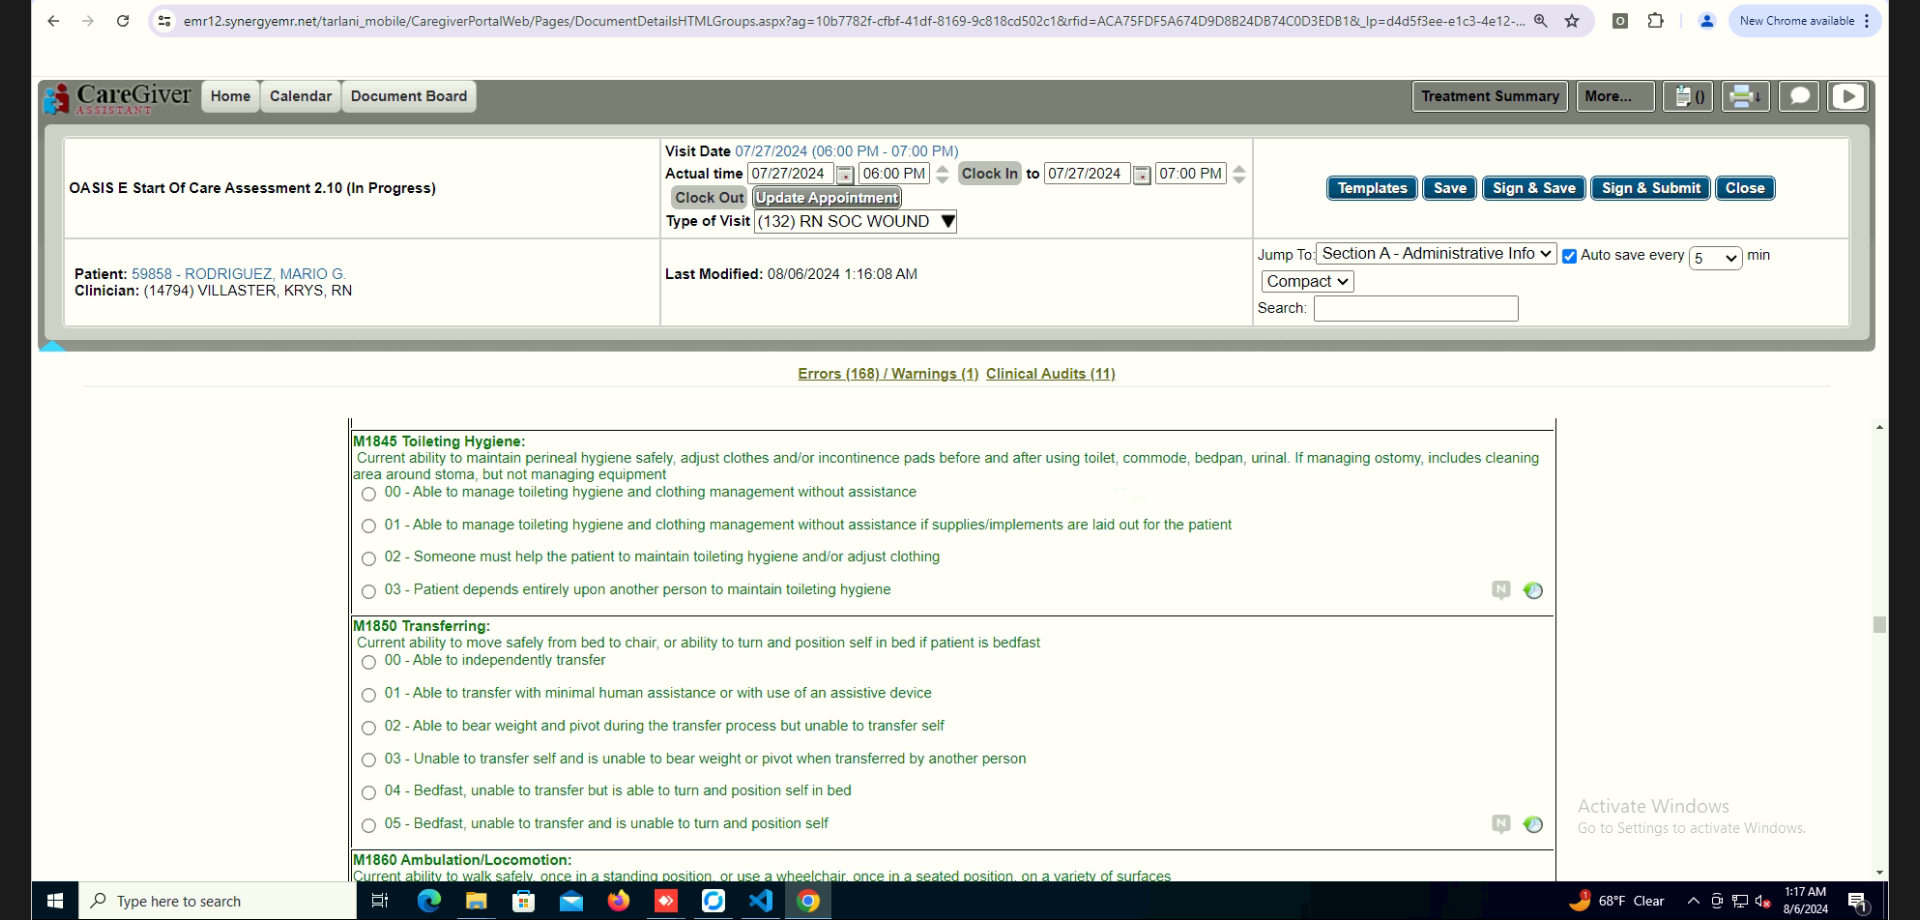 emr12.synergyemr.net/tarlani_mobile/CaregiverPortalWeb/Pages/DocumentDetailsHTMLGroups.aspx?ag=10b7782f-cfbf-41df-8169-9c818cd502c1&rfid=ACA75FDF5A674D9D8B24DB74C0D3EDB1&_lp=d4d5f3ee-e1c3-4e12-...
New Chrome available
CareGiver
ASSISTANT
Home
Calendar
Document Board
Treatment Summary
More...
()
OASIS E Start Of Care Assessment 2.10 (In Progress)
Visit Date 07/27/2024 (06:00 PM - 07:00 PM)
Actual time 07/27/2024 06:00 PM Clock In to 07/27/2024 07:00 PM
Clock Out Update Appointment
Type of Visit (132) RN SOC WOUND
Templates
Save
Sign & Save
Sign & Submit
Close
Patient: 59858 - RODRIGUEZ, MARIO G.
Clinician: (14794) VILLASTER, KRYS, RN
Last Modified: 08/06/2024 1:16:08 AM
Jump To: Section A - Administrative Info Auto save every 5 min
Compact
Search:
Errors (168) / Warnings (1) Clinical Audits (11)
M1845 Toileting Hygiene:
Current ability to maintain perineal hygiene safely, adjust clothes and/or incontinence pads before and after using toilet, commode, bedpan, urinal. If managing ostomy, includes cleaning
area around stoma, but not managing equipment
00 - Able to manage toileting hygiene and clothing management without assistance
01 - Able to manage toileting hygiene and clothing management without assistance if supplies/implements are laid out for the patient
02 - Someone must help the patient to maintain toileting hygiene and/or adjust clothing
03 - Patient depends entirely upon another person to maintain toileting hygiene
N
M1850 Transferring:
Current ability to move safely from bed to chair, or ability to turn and position self in bed if patient is bedfast
00 - Able to independently transfer
01 - Able to transfer with minimal human assistance or with use of an assistive device
02 - Able to bear weight and pivot during the transfer process but unable to transfer self
03 - Unable to transfer self and is unable to bear weight or pivot when transferred by another person
04 - Bedfast, unable to transfer but is able to turn and position self in bed
05 - Bedfast, unable to transfer and is unable to turn and position self
N
M1860 Ambulation/Locomotion:
Current ability to walk safely, once in a standing position, or use a wheelchair, once in a seated position, on a variety of surfaces
Activate Windows
Go to Settings to activate Windows.
Type here to search
68°F Clear
1:17 AM
8/6/2024
1